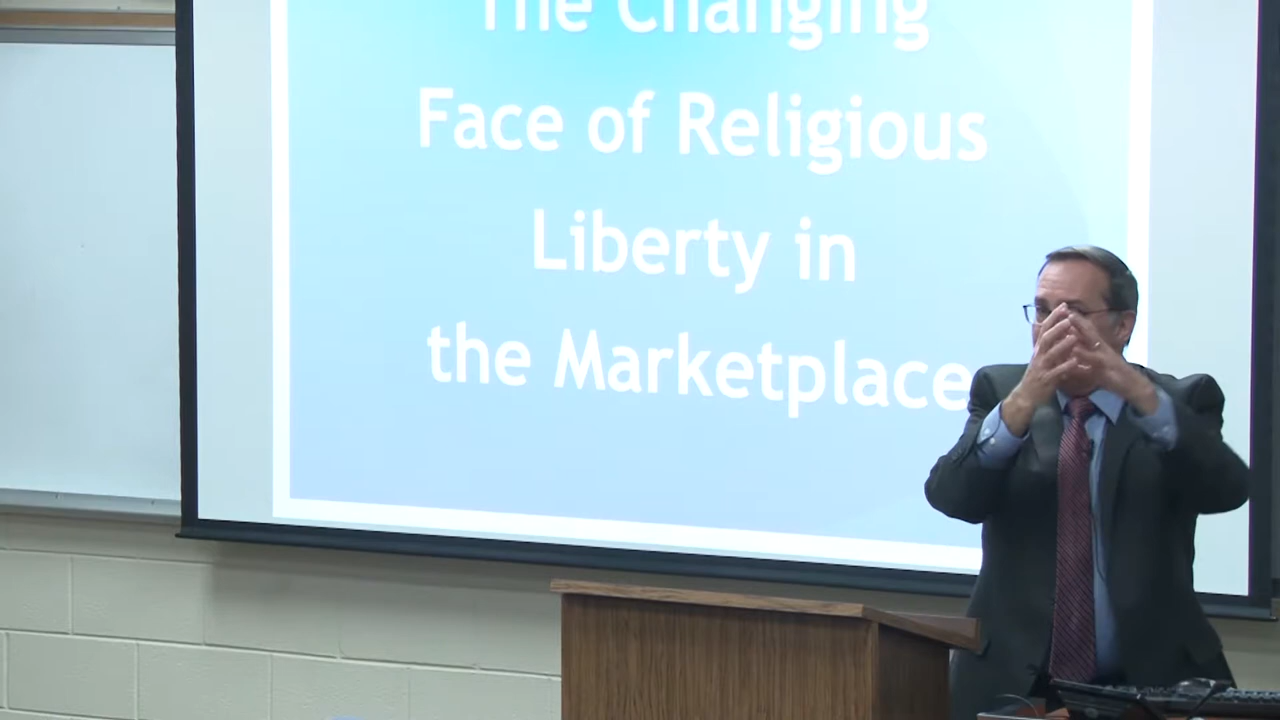 The Changing
Face of Religious
Liberty in
the Marketplace